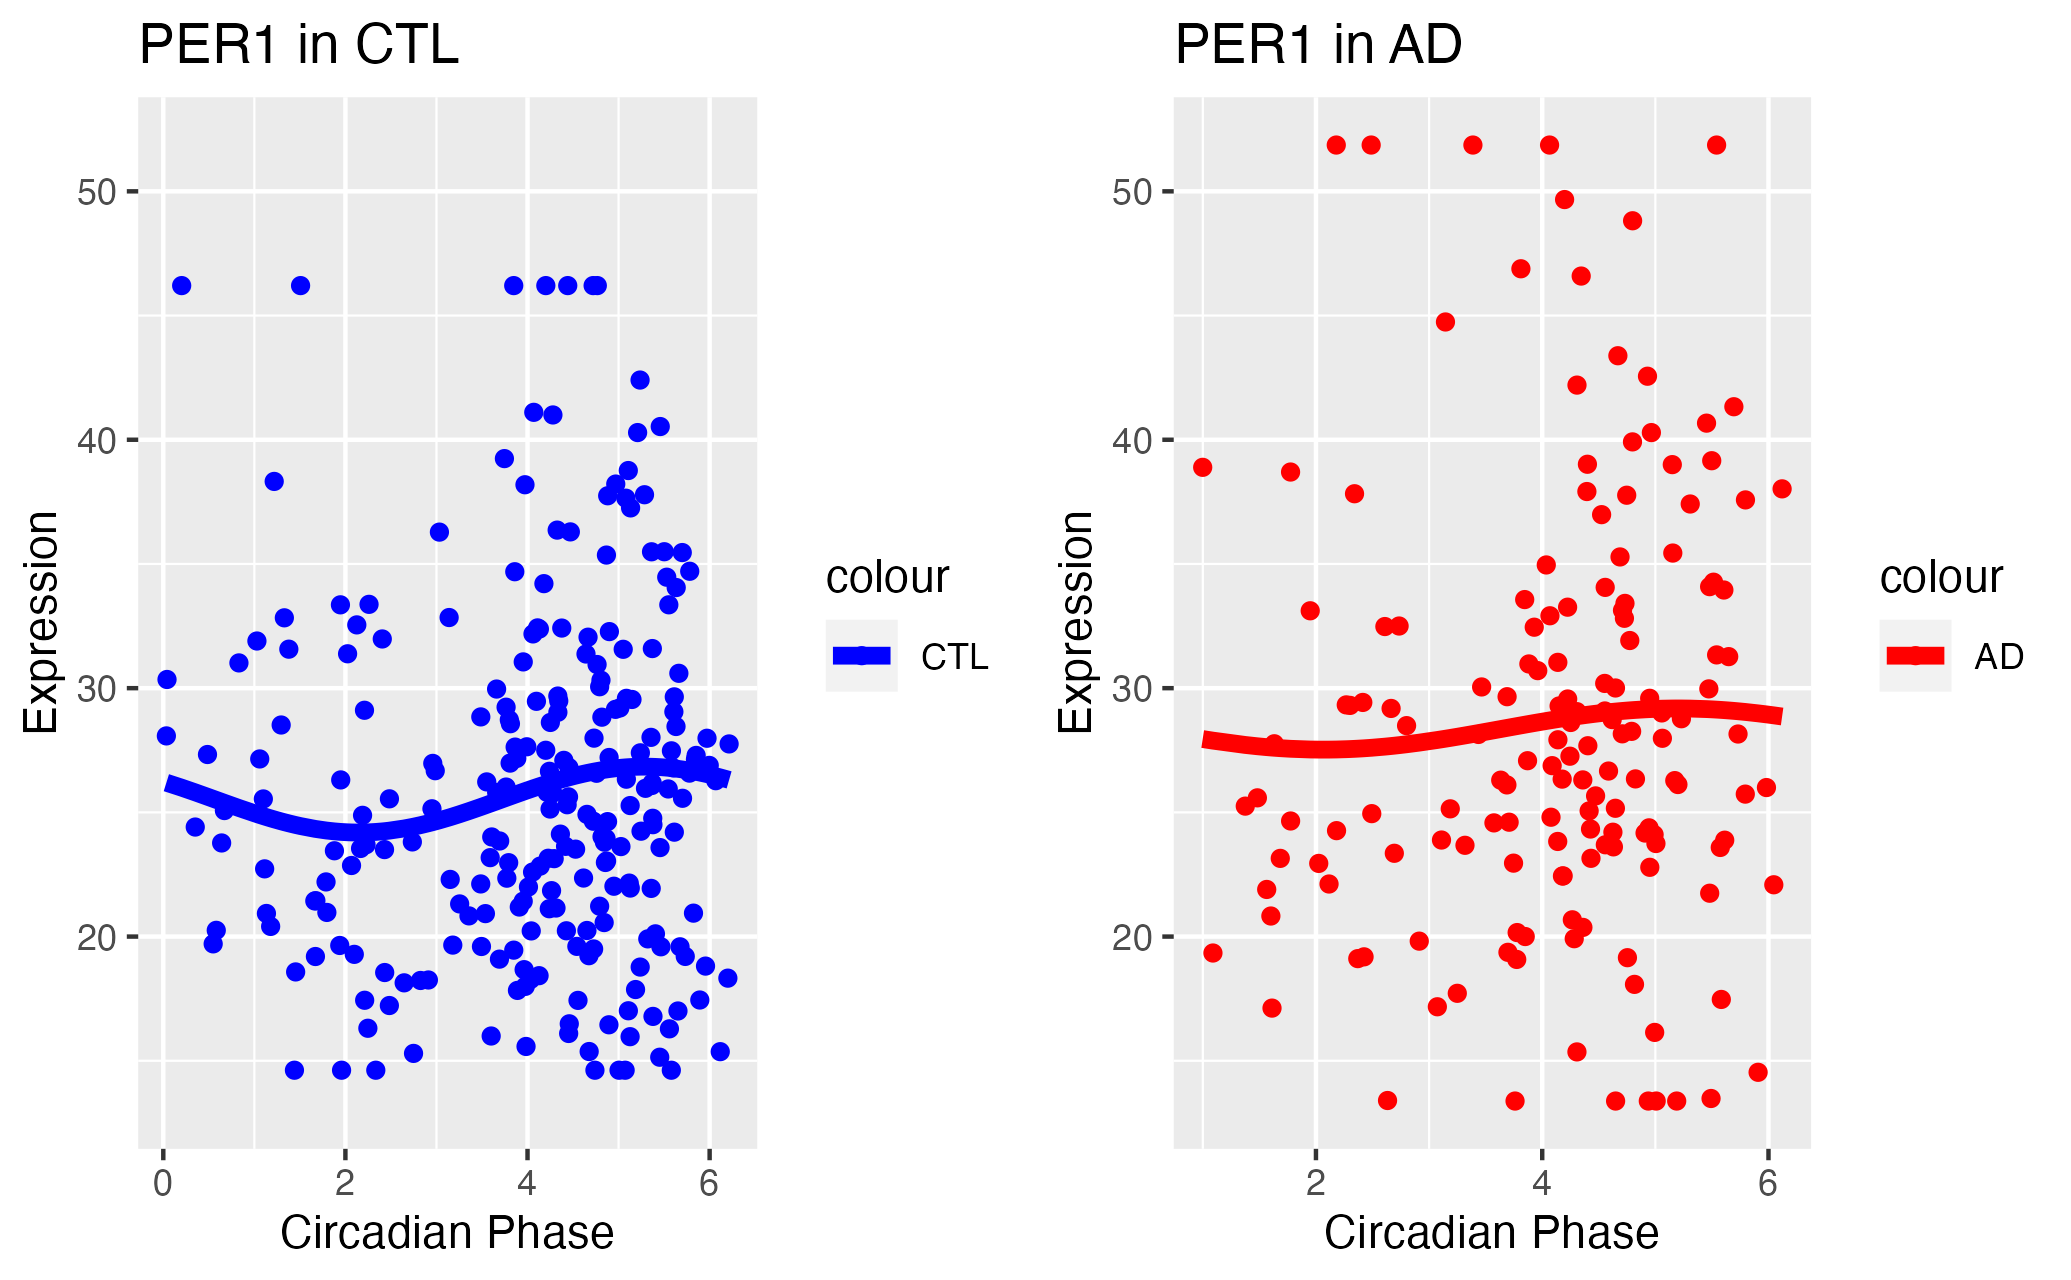 PER1 in CTL
50
40
30
20
Expression
0 2 4 6
Circadian Phase
colour
CTL
PER1 in AD
50
40
30
20
Expression
2 4 6
Circadian Phase
colour
AD